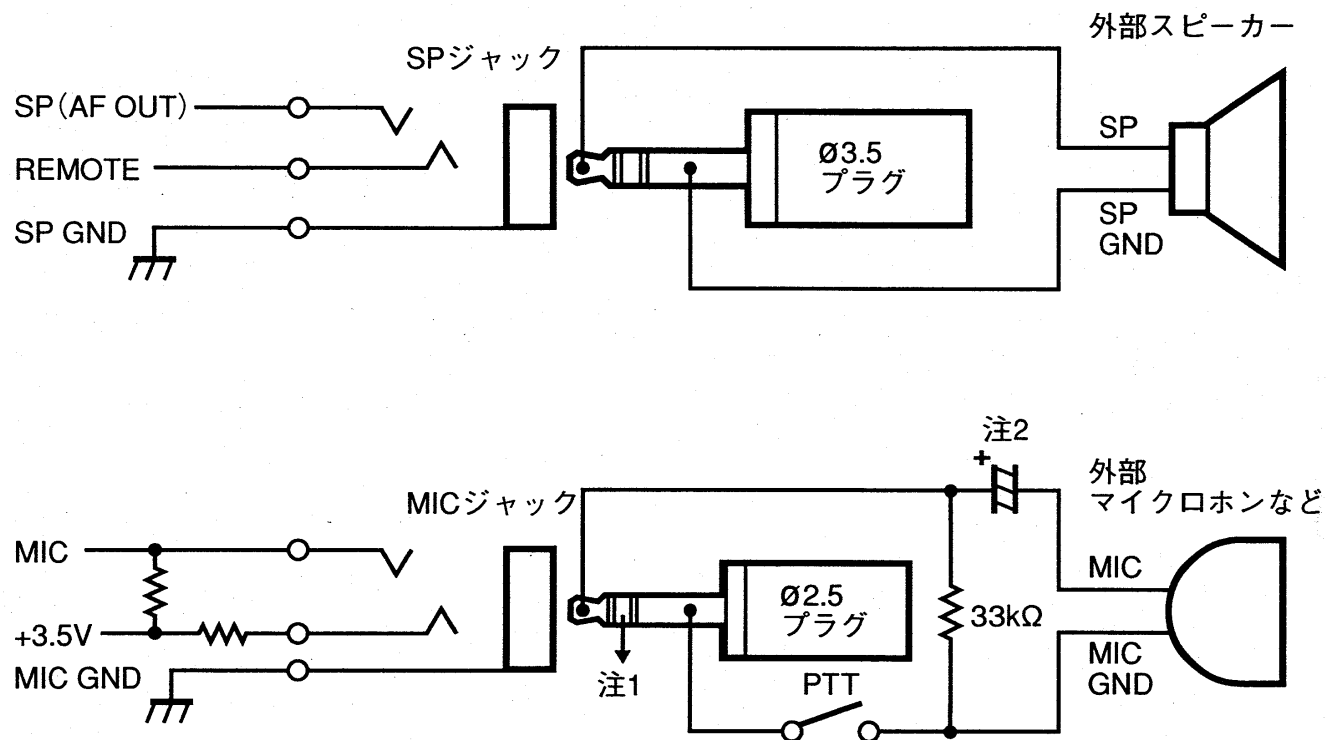 外部スピーカー
SPジャック
SP(AF OUT)
REMOTE
SP GND
Ø3.5
プラグ
SP
SP
GND
注2
+
外部
マイクロホンなど
MICジャック
MIC
+3.5V
MIC GND
Ø2.5
プラグ
注1
PTT
33kΩ
MIC
MIC
GND